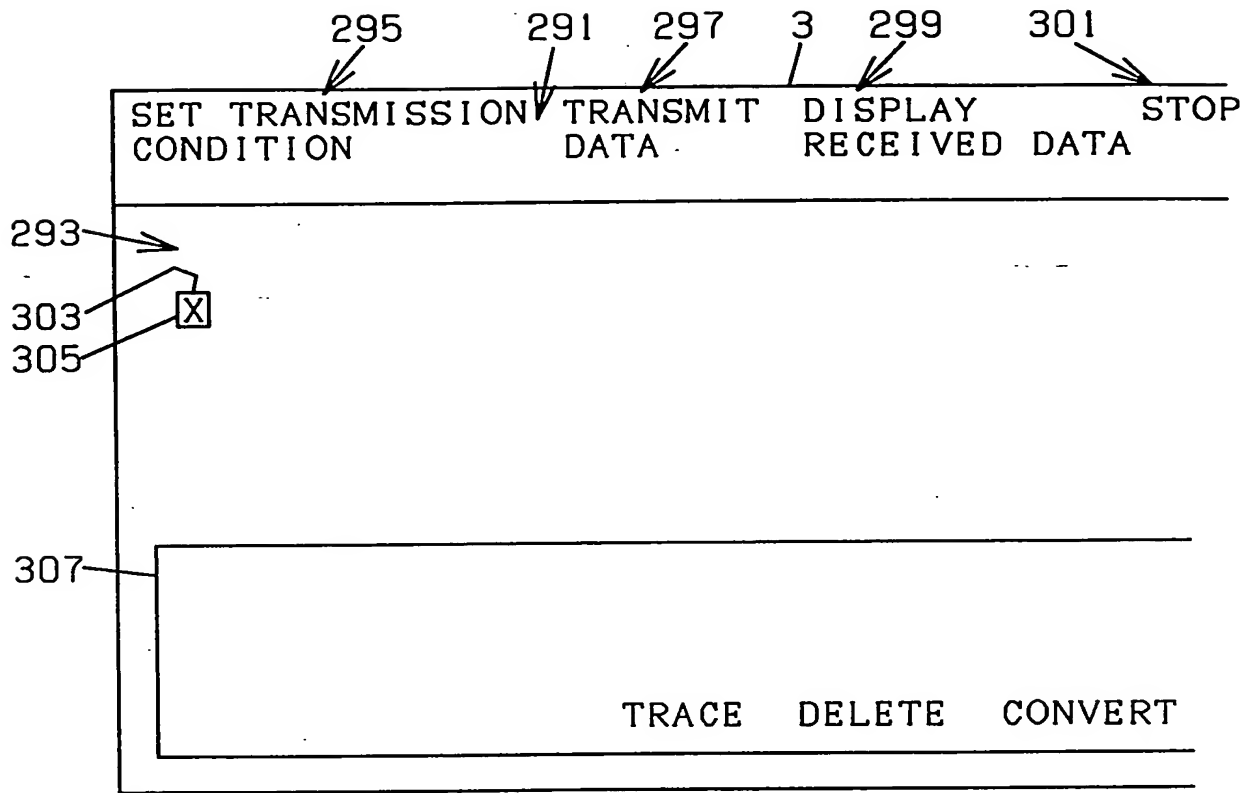 295 291 297 3 299 301
SET TRANSMISSION TRANSMIT DISPLAY STOP
CONDITION DATA RECEIVED DATA
293
303
X
305
307
TRACE DELETE CONVERT